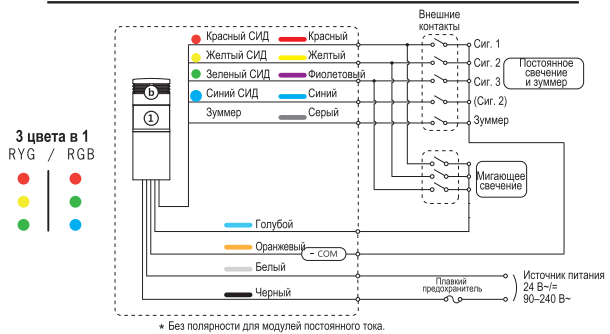 Внешние
контакты
Красный СИД Красный Сиг. 1
Желтый СИД Желтый Сиг. 2
Зеленый СИД Фиолетовый Сиг. 3
Синий СИД Синий (Сиг. 2)
Зуммер Серый Зуммер
Постоянное
свечение
и зуммер
b
1
3 цвета в 1
RYG / RGB
Мигающее
свечение
Голубой
Оранжевый – COM
Белый
Черный
Плавкий
предохранитель
Источник питания
24 В~/=
90–240 В~
* Без полярности для модулей постоянного тока.